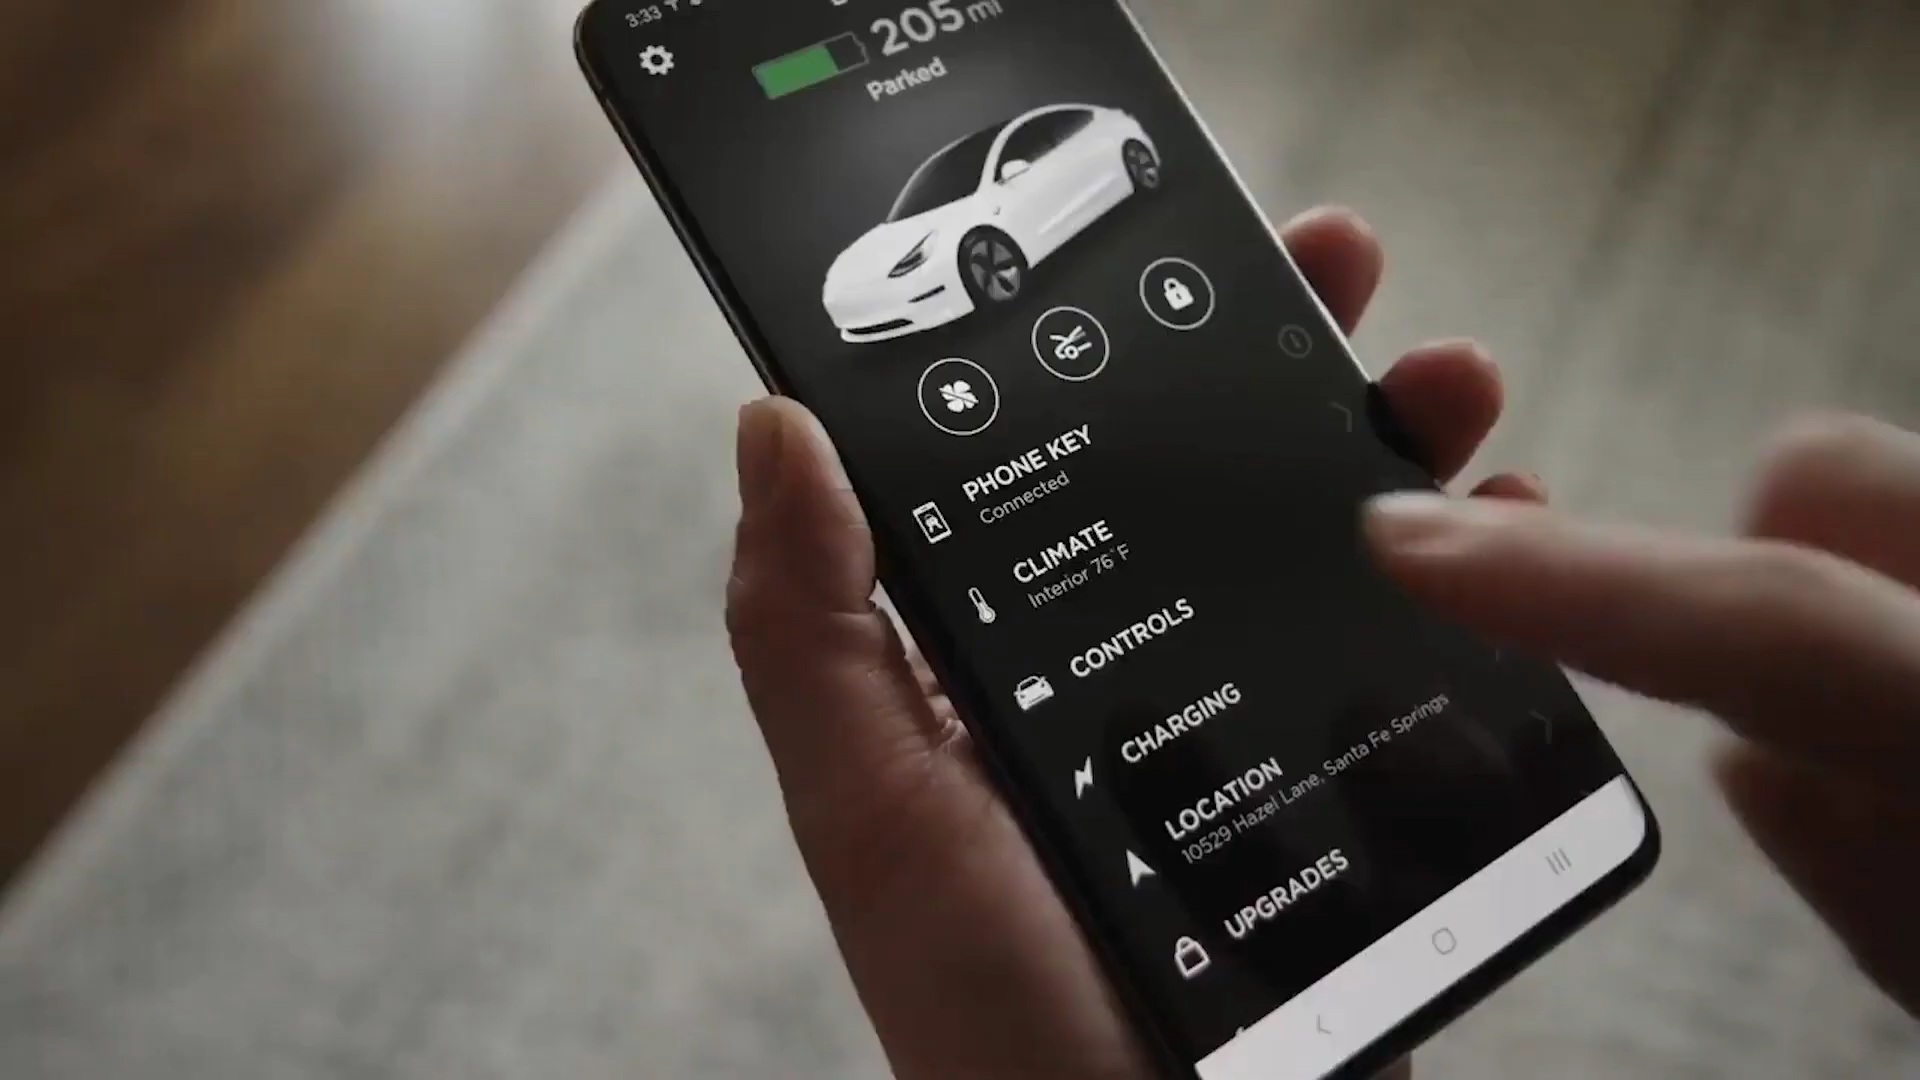 3:33
205 mi
Parked
PHONE KEY
Connected
CLIMATE
Interior 76°F
CONTROLS
CHARGING
LOCATION
10529 Hazel Lane, Santa Fe Springs
UPGRADES